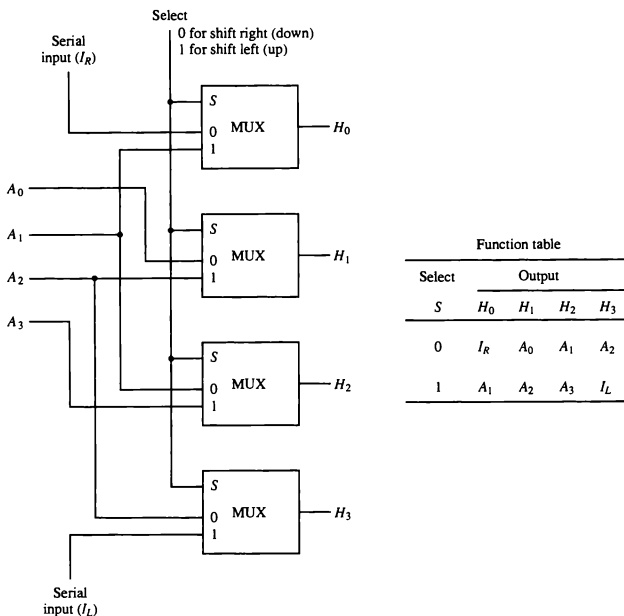 Select
0 for shift right (down)
1 for shift left (up)
Serial
input (I_R)
S
MUX
0
1
H_0
A_0
A_1
A_2
A_3
S
MUX
0
1
H_1
S
MUX
0
1
H_2
S
MUX
0
1
H_3
Serial
input (I_L)
Function table
Select Output
S H_0 H_1 H_2 H_3
0 I_R A_0 A_1 A_2
1 A_1 A_2 A_3 I_L